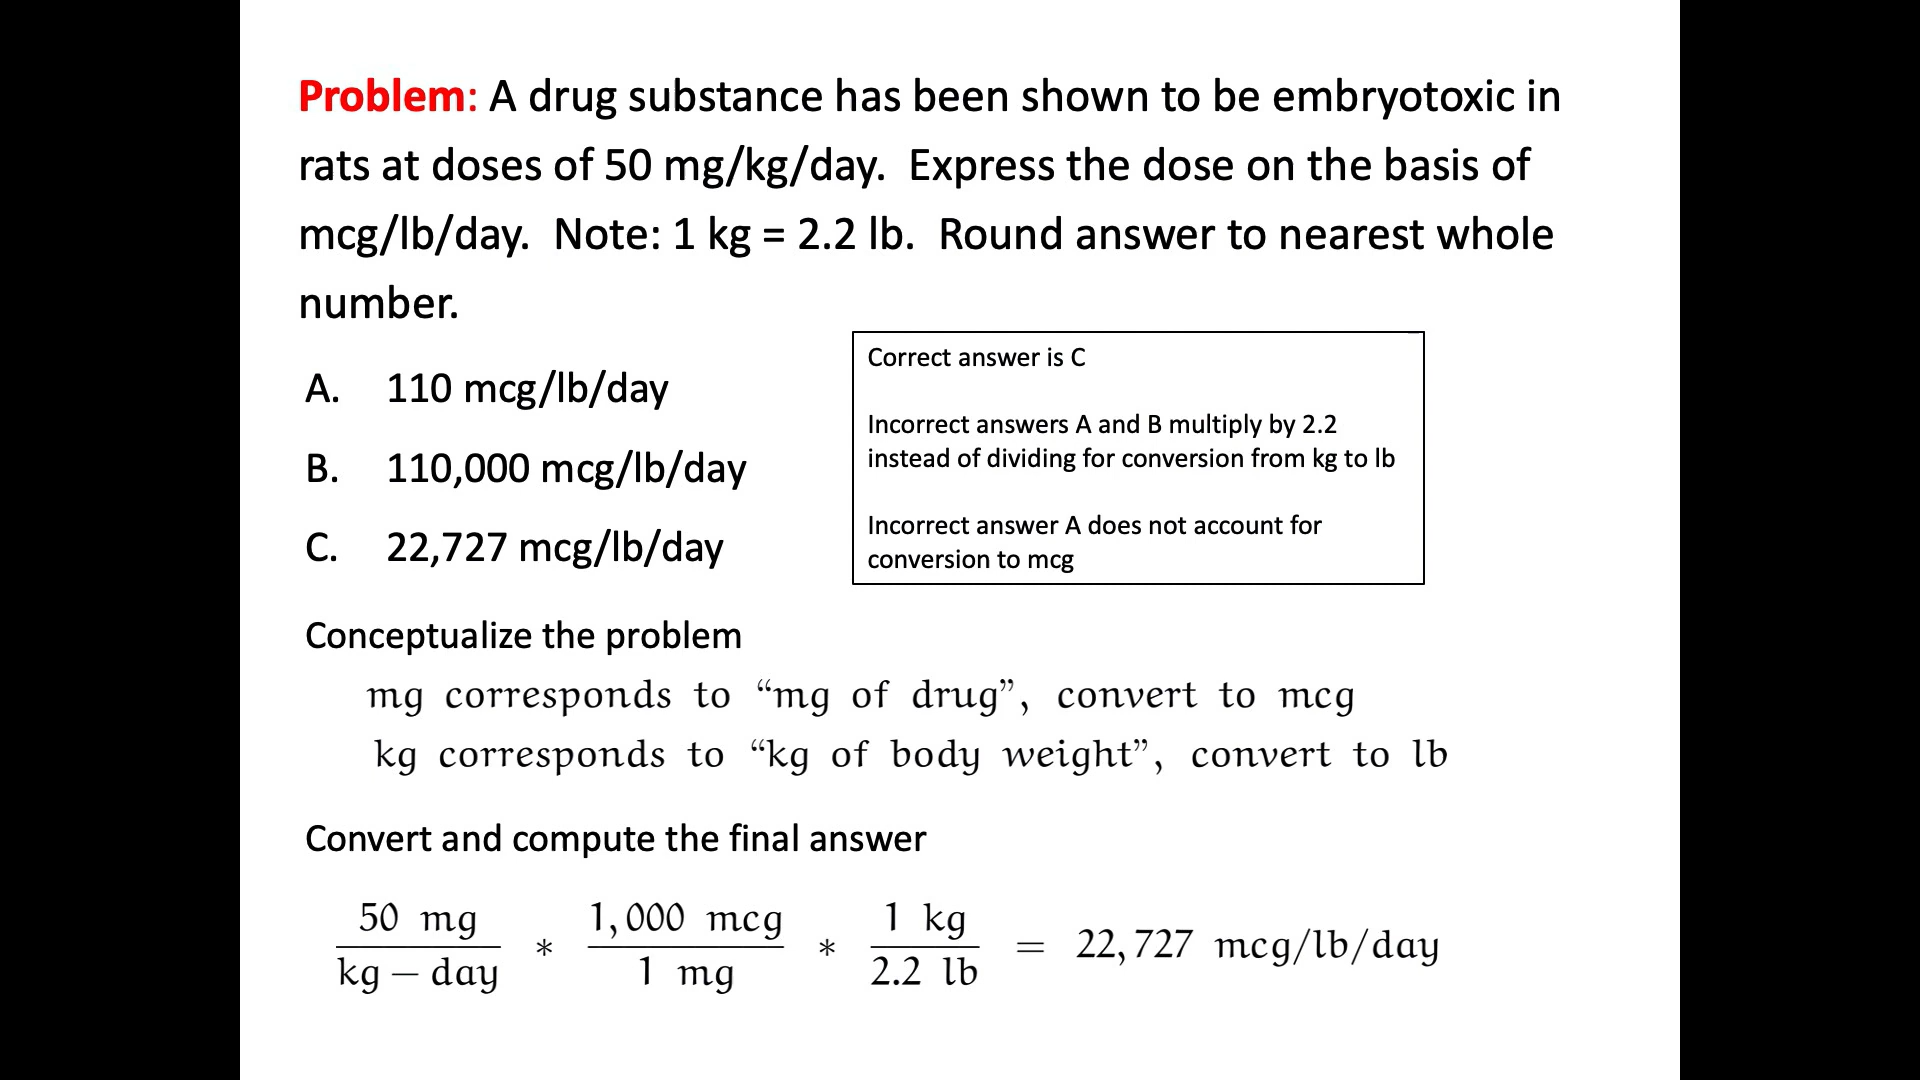 Problem: A drug substance has been shown to be embryotoxic in
rats at doses of 50 mg/kg/day.  Express the dose on the basis of
mcg/lb/day.  Note: 1 kg = 2.2 lb.  Round answer to nearest whole
number.
A. 110 mcg/lb/day
B. 110,000 mcg/lb/day
C. 22,727 mcg/lb/day
Correct answer is C
Incorrect answers A and B multiply by 2.2
instead of dividing for conversion from kg to lb
Incorrect answer A does not account for
conversion to mcg
Conceptualize the problem
mg corresponds to “mg of drug”, convert to mcg
kg corresponds to “kg of body weight”, convert to lb
Convert and compute the final answer
50 mg / kg – day * 1,000 mcg / 1 mg * 1 kg / 2.2 lb = 22,727 mcg/lb/day